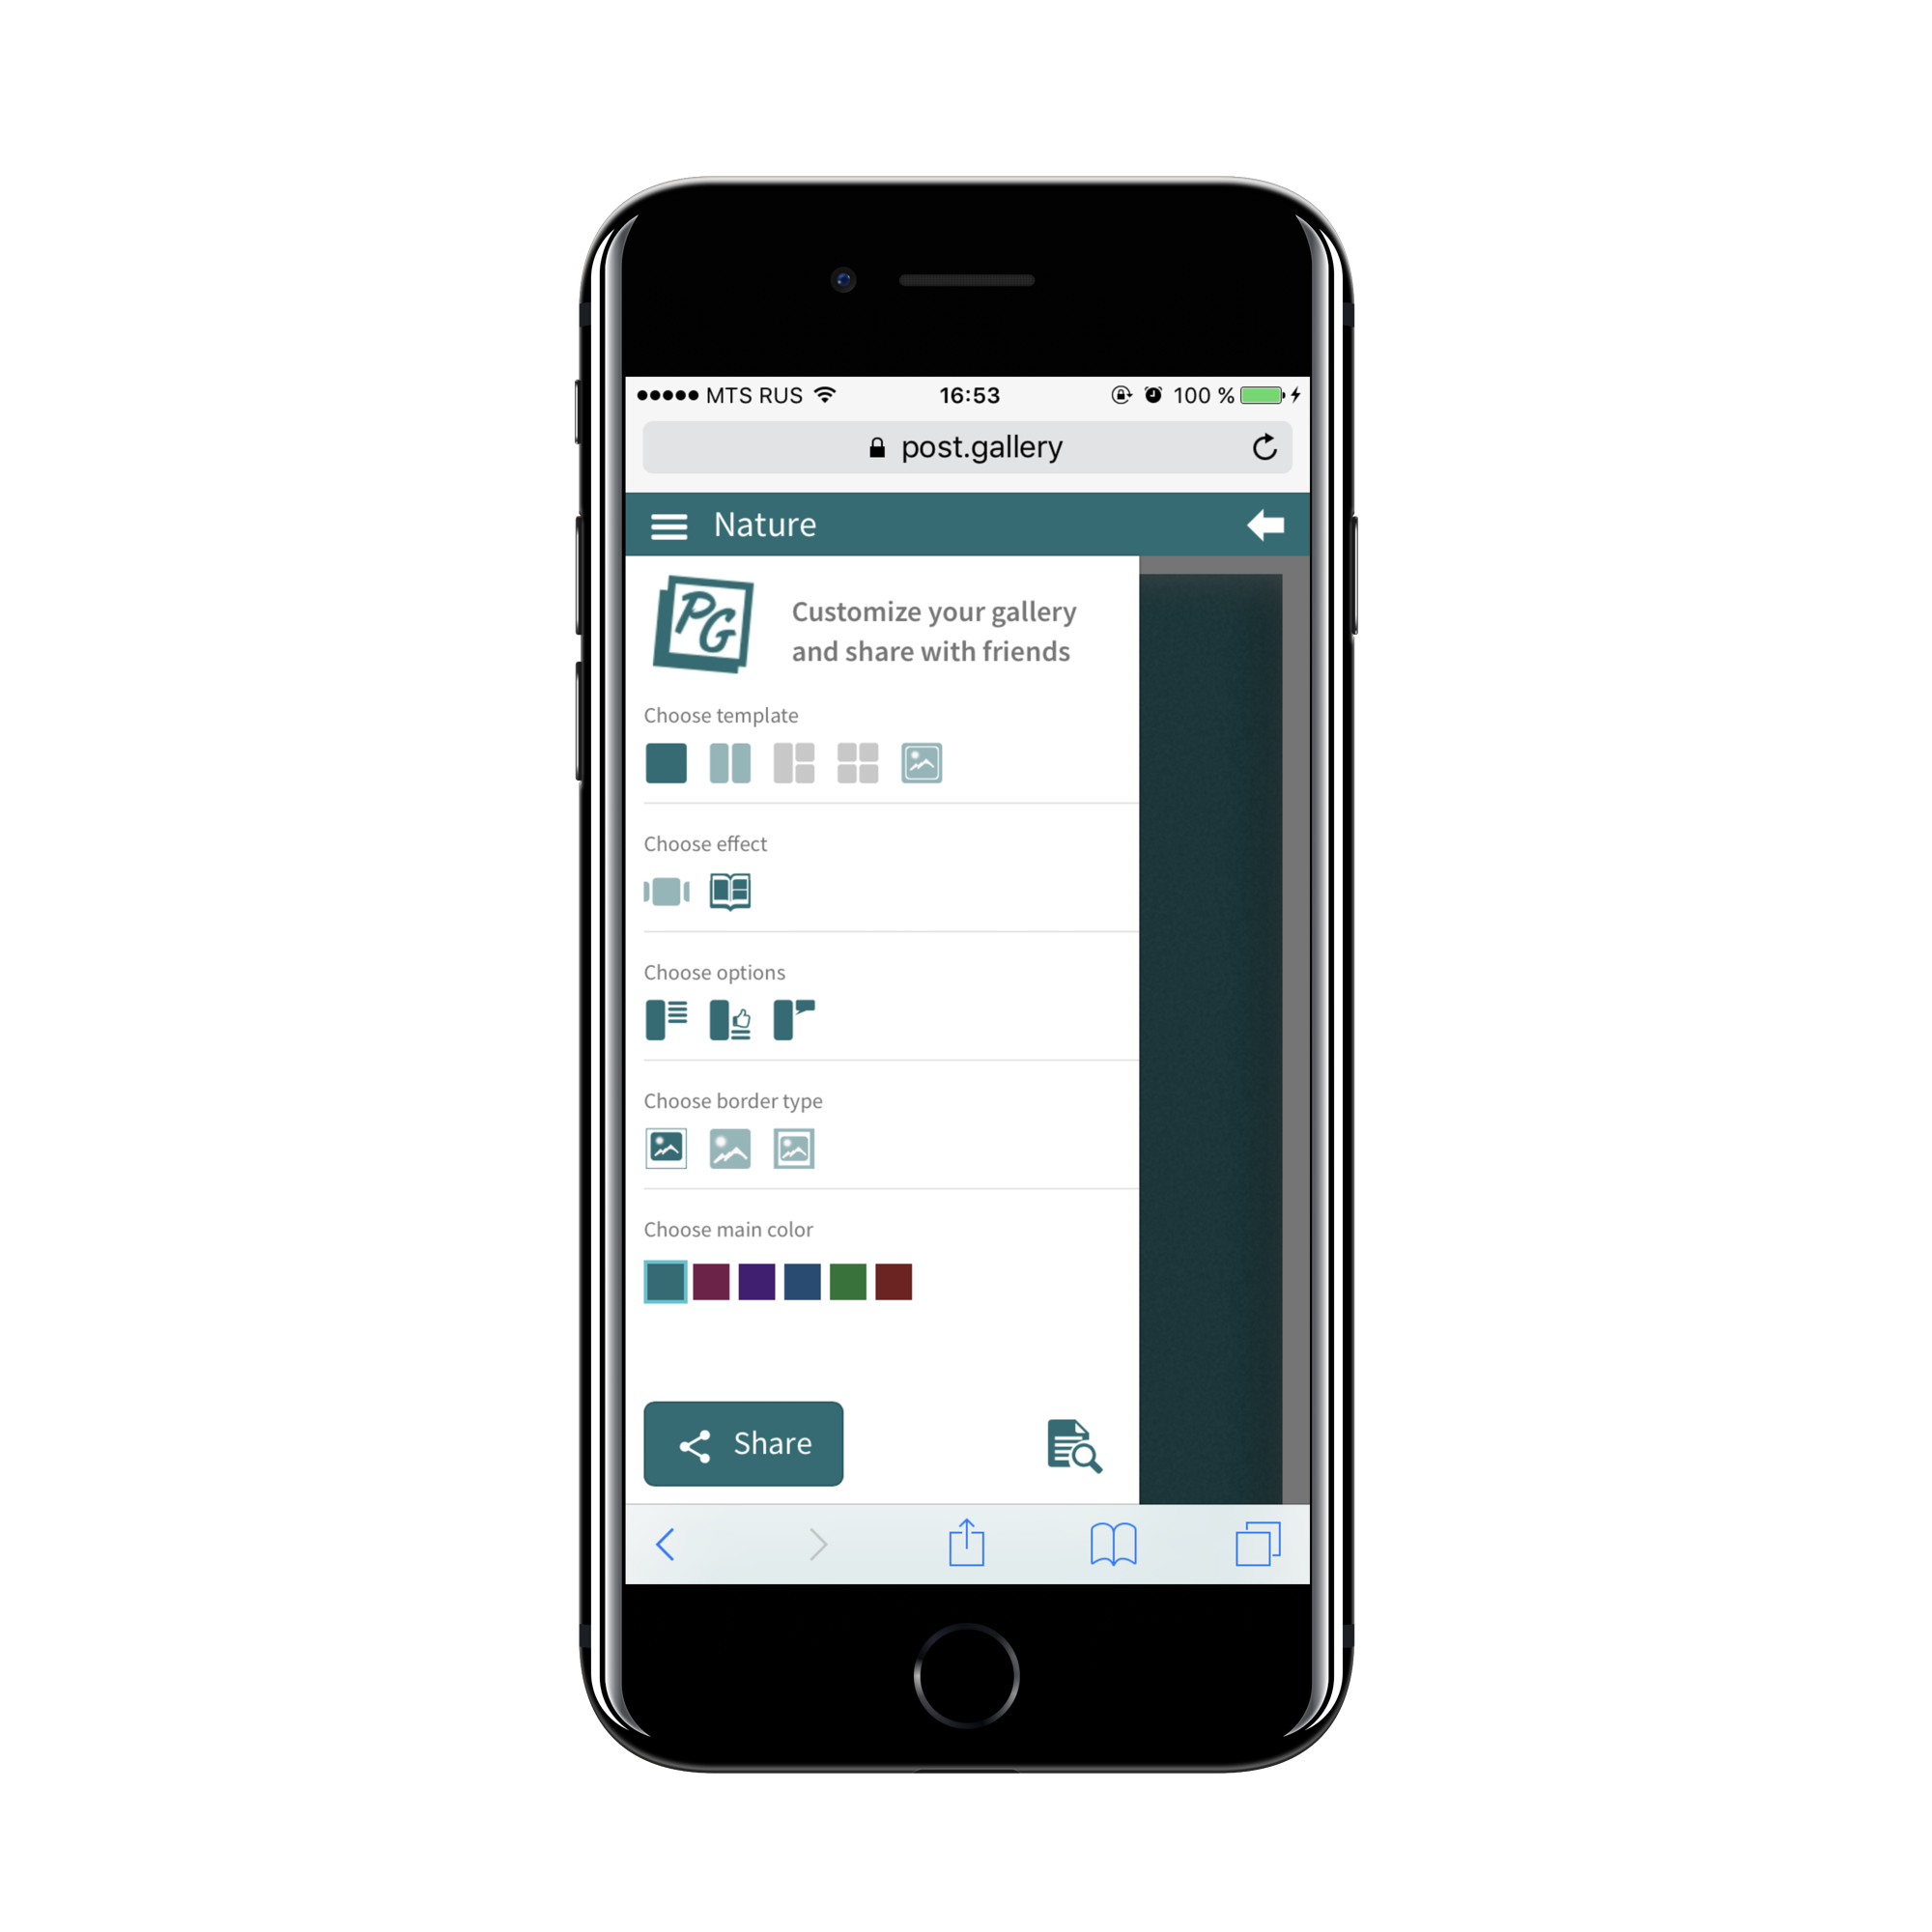 MTS RUS 16:53 100 %
post.gallery
Nature
PG
Customize your gallery
and share with friends
Choose template
Choose effect
Choose options
Choose border type
Choose main color
Share